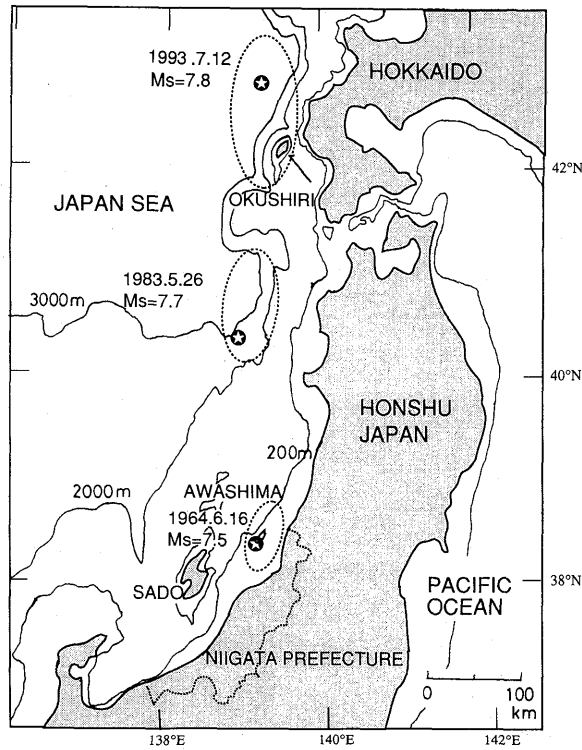 1993 .7.12
Ms=7.8
HOKKAIDO
42°N
JAPAN SEA
OKUSHIRI
1983.5.26
Ms=7.7
3000m
40°N
HONSHU
JAPAN
200m
2000m
AWASHIMA
1964.6.16
Ms=7.5
38°N
SADO
PACIFIC
OCEAN
NIIGATA PREFECTURE
0 100
km
138°E 140°E 142°E